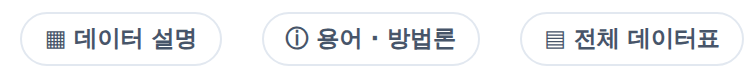 ▦ 데이터 설명
ⓘ 용어 · 방법론
▤ 전체 데이터표